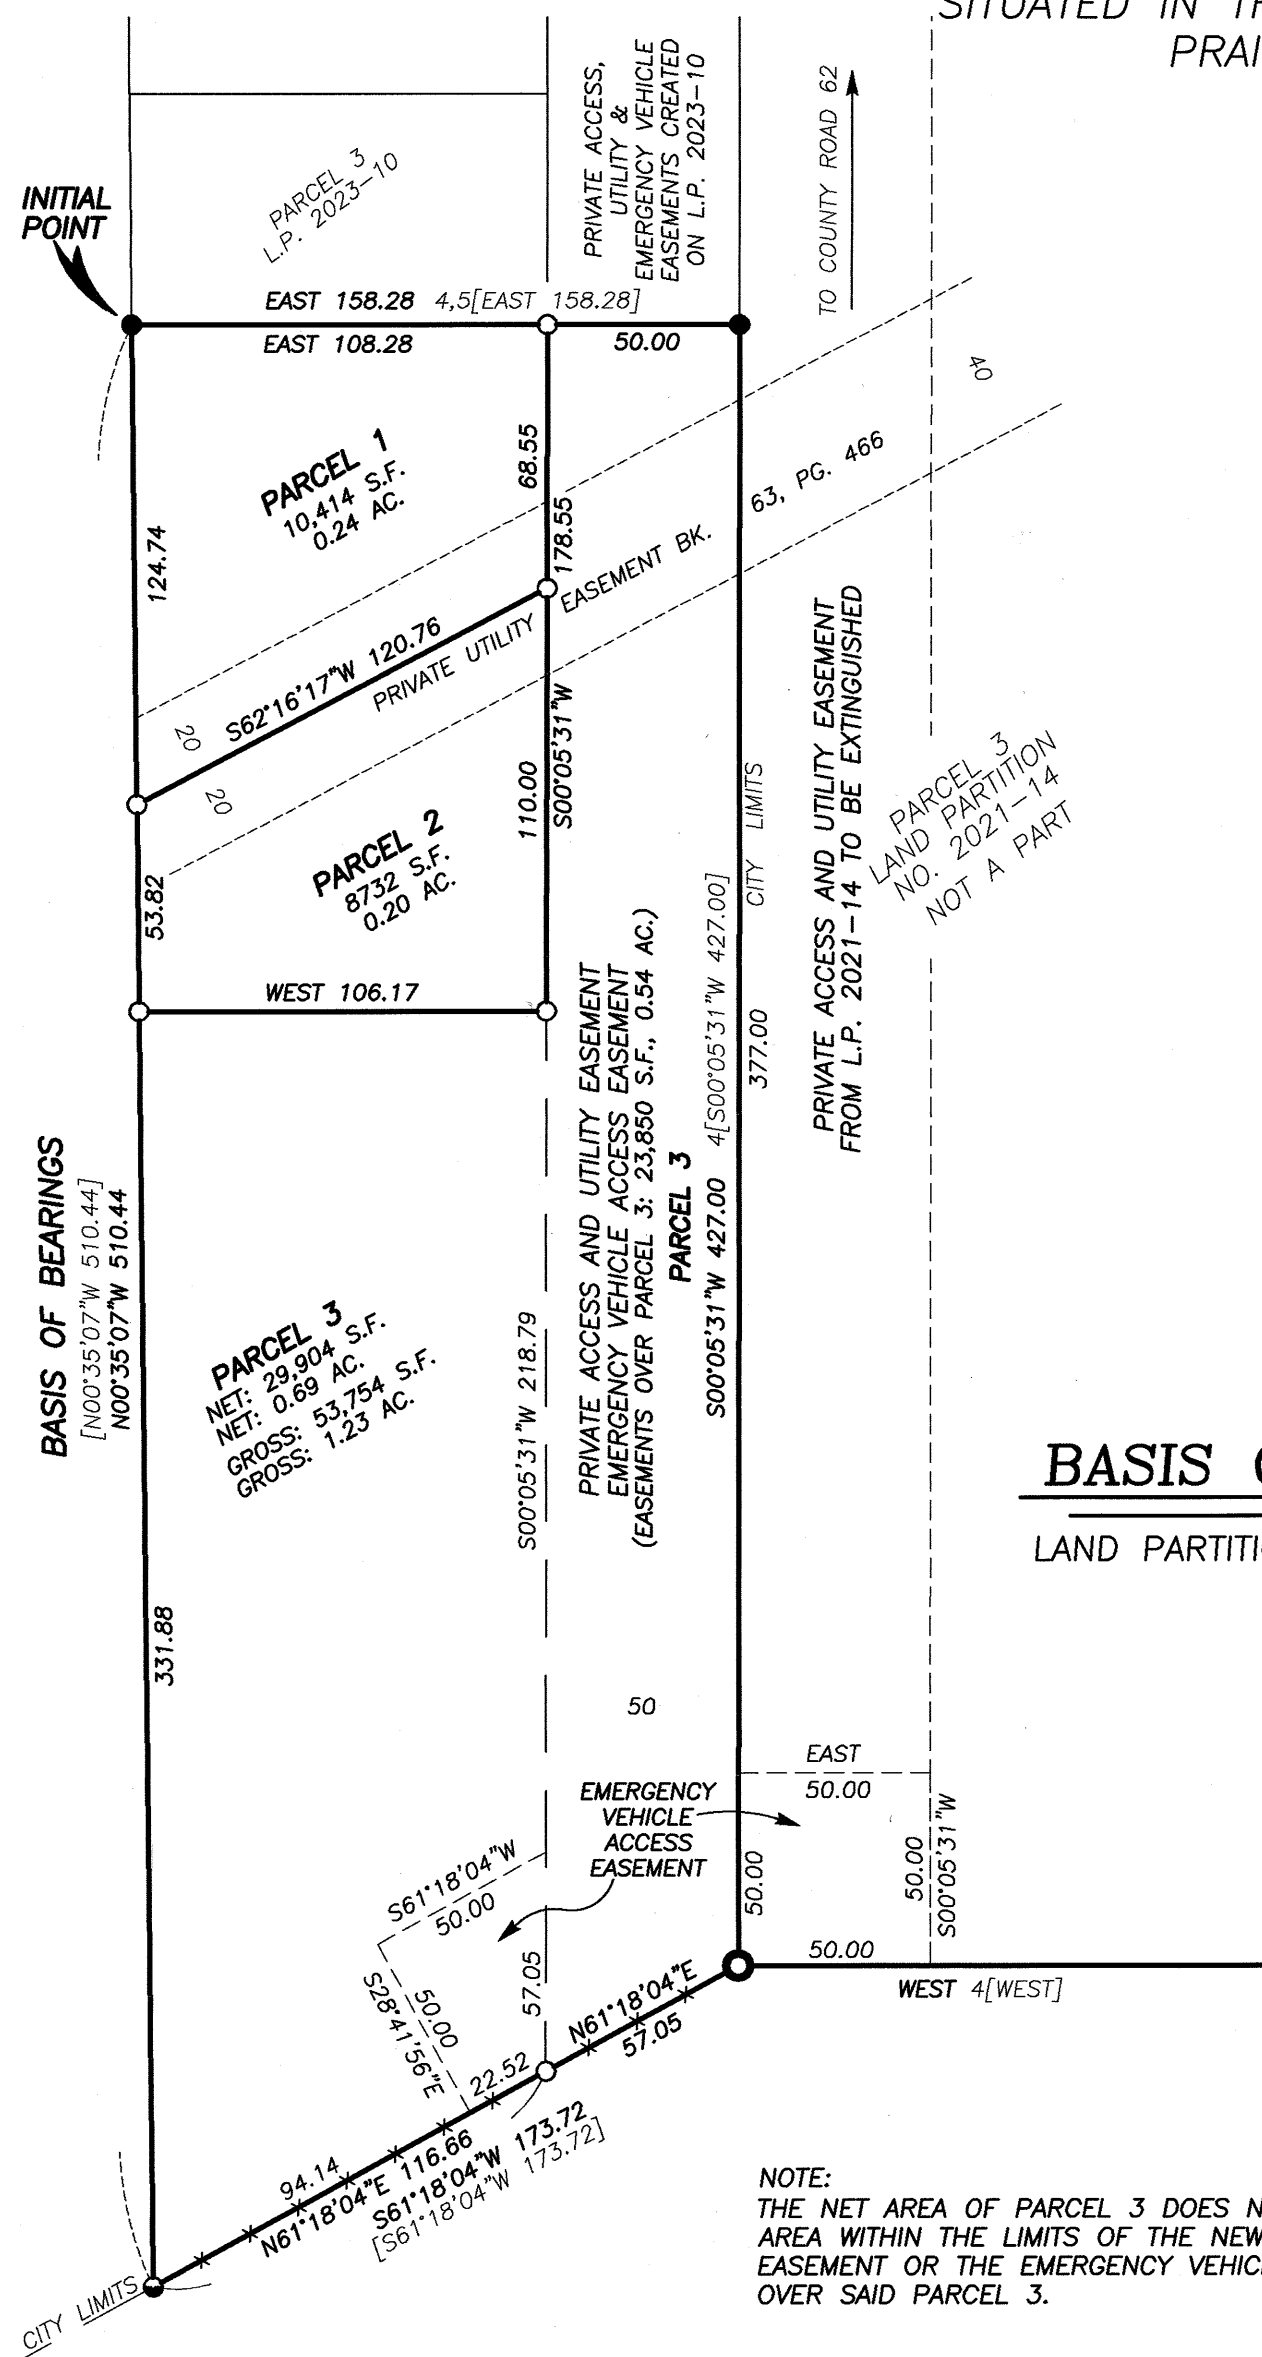 SITUATED IN
PRAI
PRIVATE ACCESS,
UTILITY &
EMERGENCY VEHICLE
EASEMENTS CREATED
ON L.P. 2023-10
TO COUNTY ROAD 62
PARCEL 3
L.P. 2023-10
INITIAL
POINT
EAST 158.28 4,5[EAST 158.28]
EAST 108.28
50.00
40
PARCEL 1
10,414 S.F.
0.24 AC.
68.55
178.55
124.74
63, PG. 466
EASEMENT BK.
PRIVATE UTILITY
S62°16'17"W 120.76
20
20
S00°05'31"W
110.00
PARCEL 2
8732 S.F.
0.20 AC.
53.82
WEST 106.17
CITY LIMITS
PRIVATE ACCESS AND UTILITY EASEMENT
FROM L.P. 2021-14 TO BE EXTINGUISHED
PARCEL 3
LAND PARTITION
NO. 2021-14
NOT A PART
PRIVATE ACCESS AND UTILITY EASEMENT
EMERGENCY VEHICLE ACCESS EASEMENT
(EASEMENTS OVER PARCEL 3: 23,850 S.F., 0.54 AC.)
PARCEL 3
S00°05'31"W 427.00 4[S00°05'31"W 427.00]
377.00
BASIS OF BEARINGS
[N00°35'07"W 510.44]
N00°35'07"W 510.44
PARCEL 3
NET: 29,904 S.F.
NET: 0.69 AC.
GROSS: 53,754 S.F.
GROSS: 1.23 AC.
S00°05'31"W 218.79
BASIS
LAND PARTITI
331.88
50
EAST
50.00
EMERGENCY
VEHICLE
ACCESS
EASEMENT
50.00
50.00
S00°05'31"W
50.00
WEST 4[WEST]
S61°18'04"W
50.00
50.00
S28°41'56"E
57.05
N61°18'04"E
57.05
22.52
94.14
N61°18'04"E 116.66
S61°18'04"W 173.72
[S61°18'04"W 173.72]
CITY LIMITS
NOTE:
THE NET AREA OF PARCEL 3 DOES N
AREA WITHIN THE LIMITS OF THE NEW
EASEMENT OR THE EMERGENCY VEHIC
OVER SAID PARCEL 3.